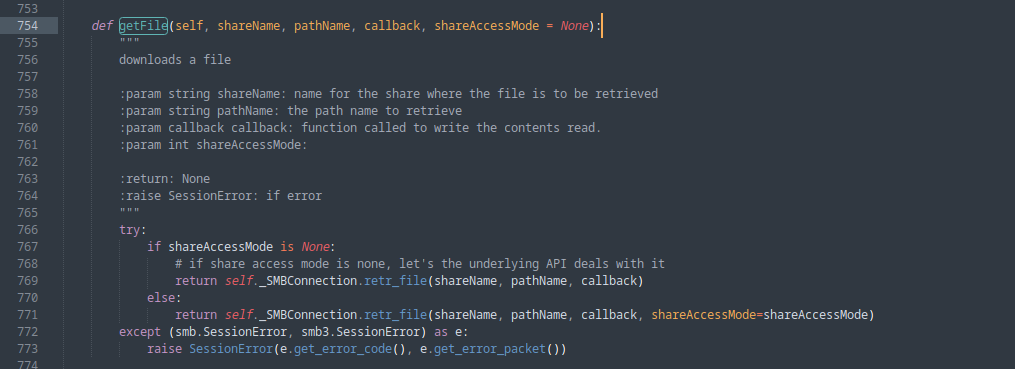 753
754 def getFile(self, shareName, pathName, callback, shareAccessMode = None):
755 """
756 downloads a file
757
758 :param string shareName: name for the share where the file is to be retrieved
759 :param string pathName: the path name to retrieve
760 :param callback callback: function called to write the contents read.
761 :param int shareAccessMode:
762
763 :return: None
764 :raise SessionError: if error
765 """
766 try:
767 if shareAccessMode is None:
768 # if share access mode is none, let's the underlying API deals with it
769 return self._SMBConnection.retr_file(shareName, pathName, callback)
770 else:
771 return self._SMBConnection.retr_file(shareName, pathName, callback, shareAccessMode=shareAccessMode)
772 except (smb.SessionError, smb3.SessionError) as e:
773 raise SessionError(e.get_error_code(), e.get_error_packet())
774